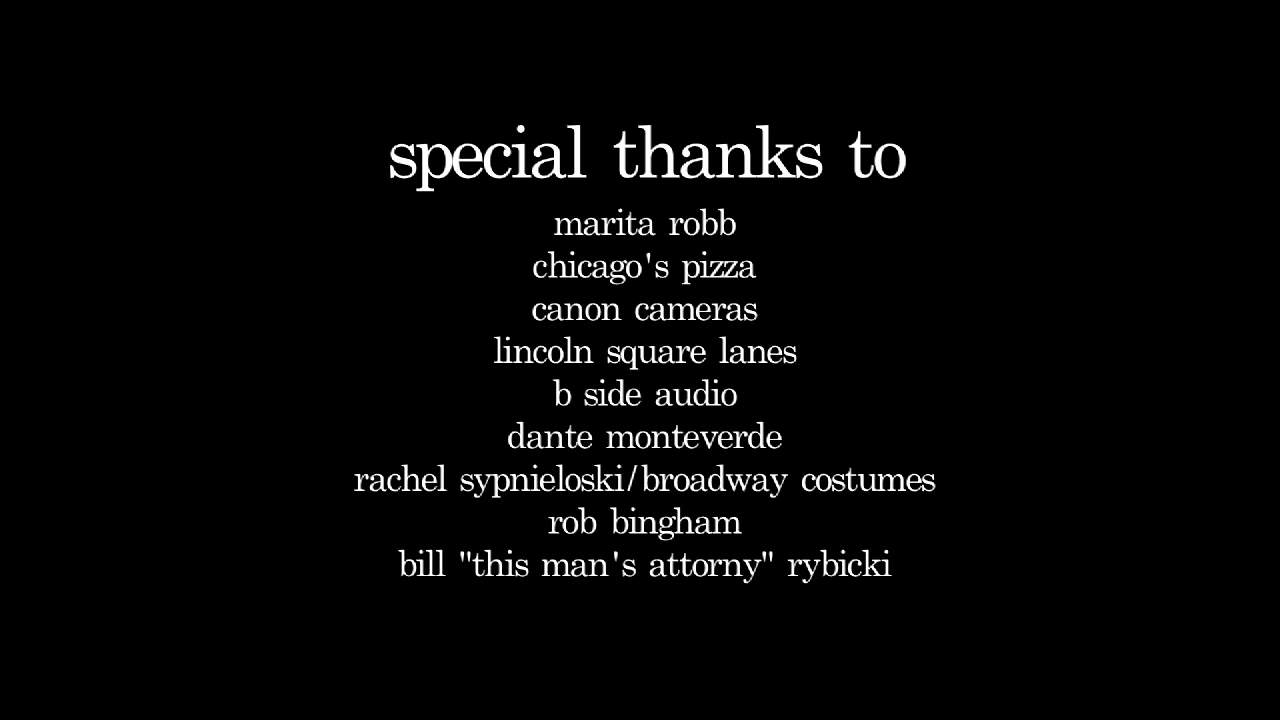 special thanks to
marita robb
chicago's pizza
canon cameras
lincoln square lanes
b side audio
dante monteverde
rachel sypnieloski/broadway costumes
rob bingham
bill "this man's attorny" rybicki